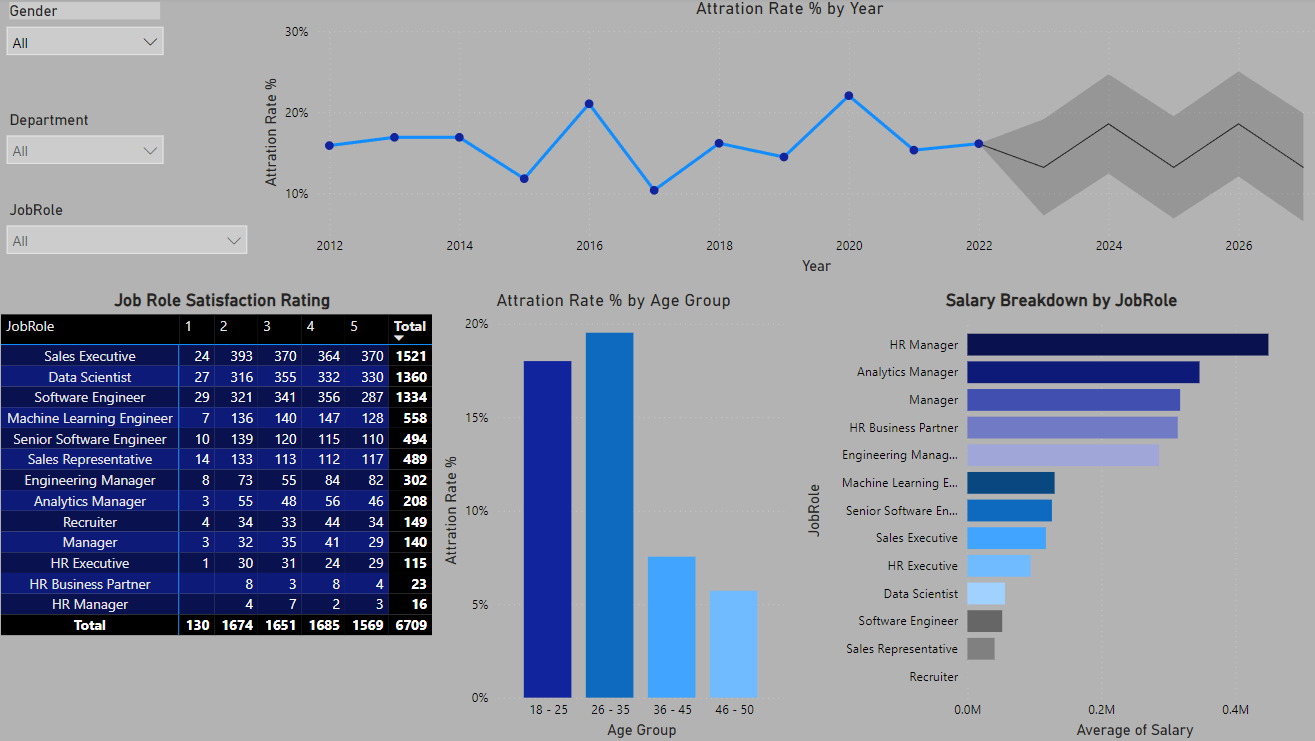 Gender
All
Department
All
JobRole
All
Attration Rate % by Year
Attration Rate %
30%
20%
10%
2012 2014 2016 2018 2020 2022 2024 2026
Year
Job Role Satisfaction Rating
JobRole 1 2 3 4 5 Total
Sales Executive 24 393 370 364 370 1521
Data Scientist 27 316 355 332 330 1360
Software Engineer 29 321 341 356 287 1334
Machine Learning Engineer 7 136 140 147 128 558
Senior Software Engineer 10 139 120 115 110 494
Sales Representative 14 133 113 112 117 489
Engineering Manager 8 73 55 84 82 302
Analytics Manager 3 55 48 56 46 208
Recruiter 4 34 33 44 34 149
Manager 3 32 35 41 29 140
HR Executive 1 30 31 24 29 115
HR Business Partner 8 3 8 4 23
HR Manager 4 7 2 3 16
Total 130 1674 1651 1685 1569 6709
Attration Rate % by Age Group
Attration Rate %
20%
15%
10%
5%
0%
18 - 25 26 - 35 36 - 45 46 - 50
Age Group
Salary Breakdown by JobRole
JobRole
HR Manager
Analytics Manager
Manager
HR Business Partner
Engineering Manag...
Machine Learning E...
Senior Software En...
Sales Executive
HR Executive
Data Scientist
Software Engineer
Sales Representative
Recruiter
0.0M 0.2M 0.4M
Average of Salary